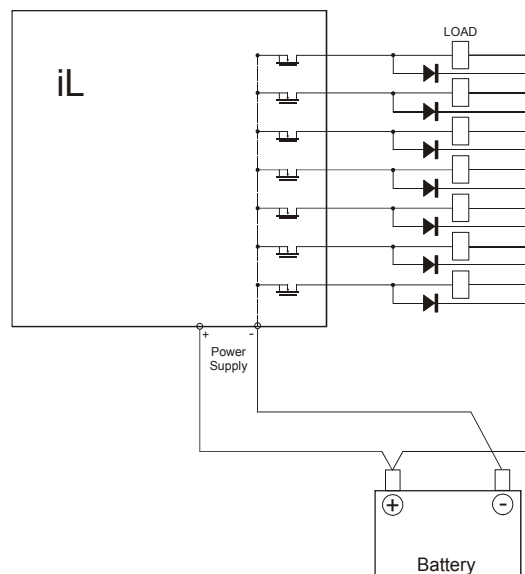 LOAD
iL
+
-
Power
Supply
+
-
Battery